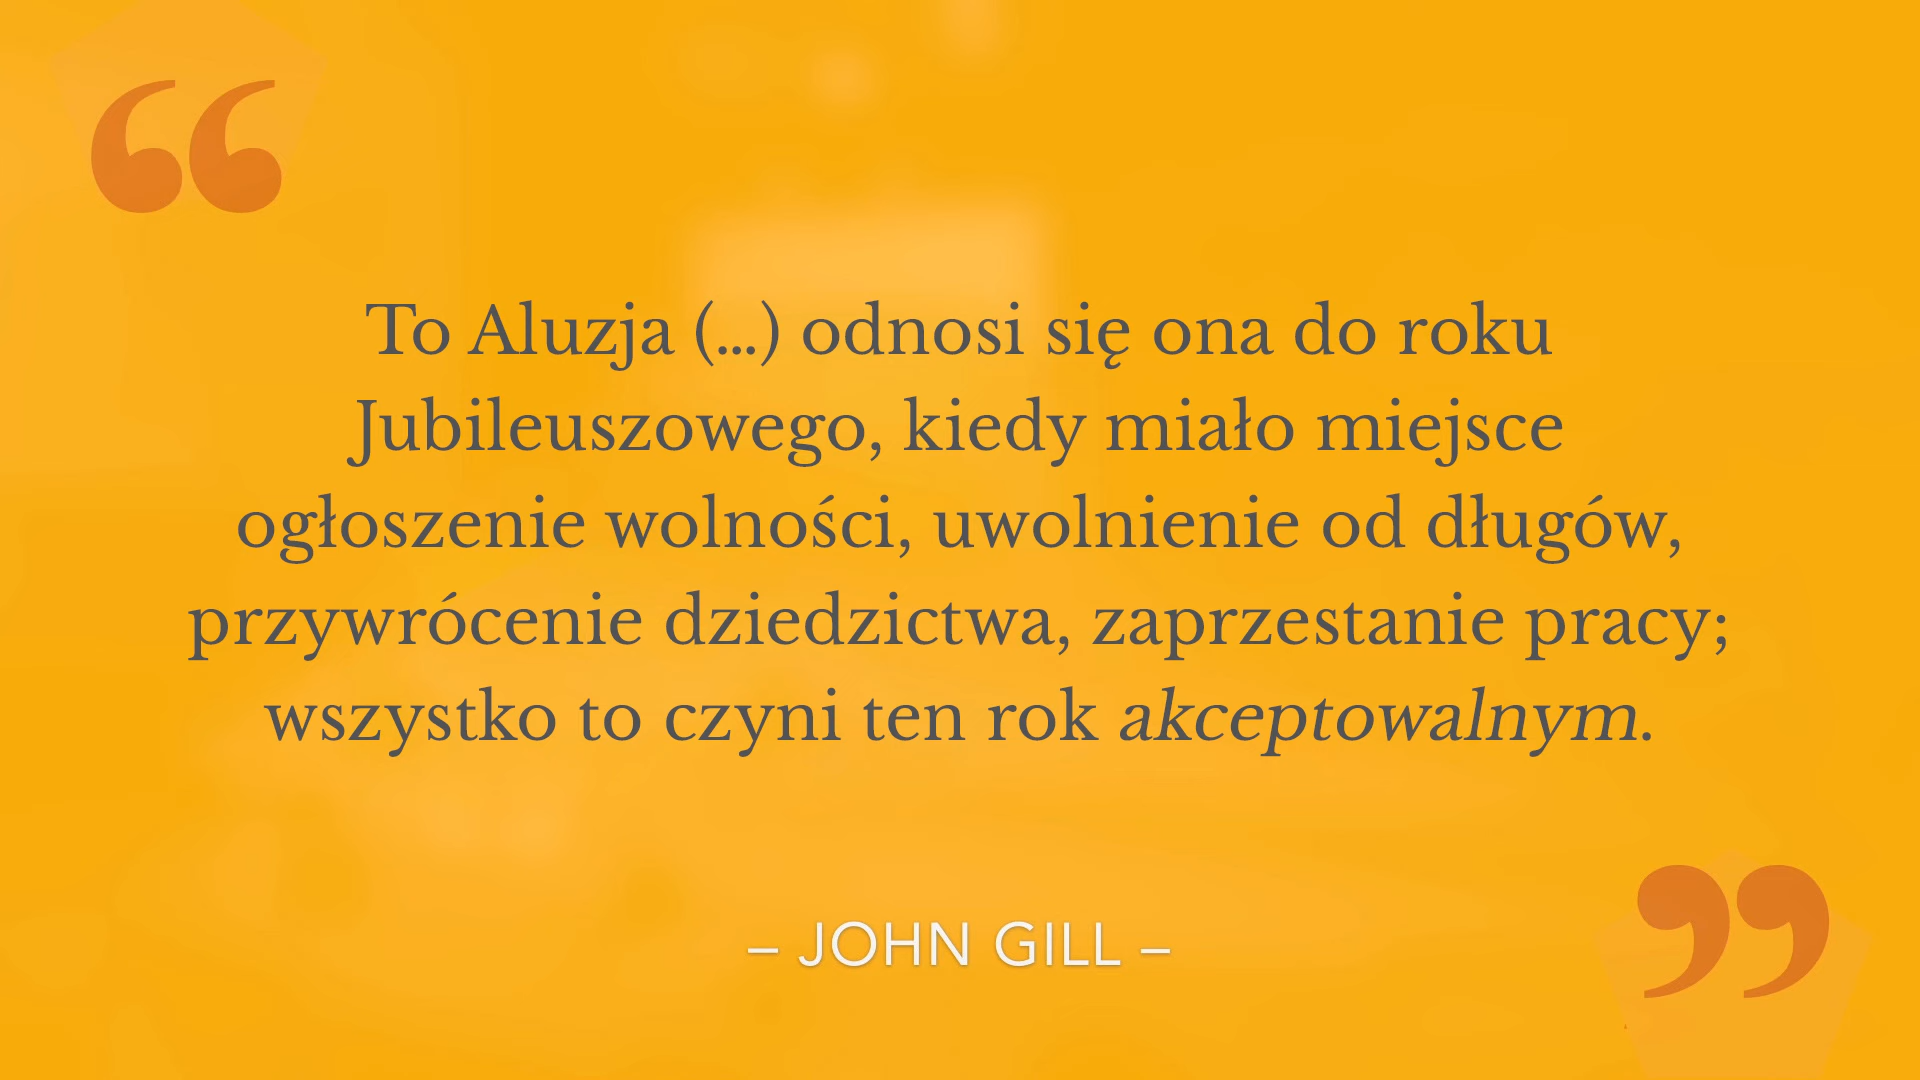 “
To Aluzja (...) odnosi się ona do roku
Jubileuszowego, kiedy miało miejsce
ogłoszenie wolności, uwolnienie od długów,
przywrócenie dziedzictwa, zaprzestanie pracy;
wszystko to czyni ten rok akceptowalnym.
– JOHN GILL –
”